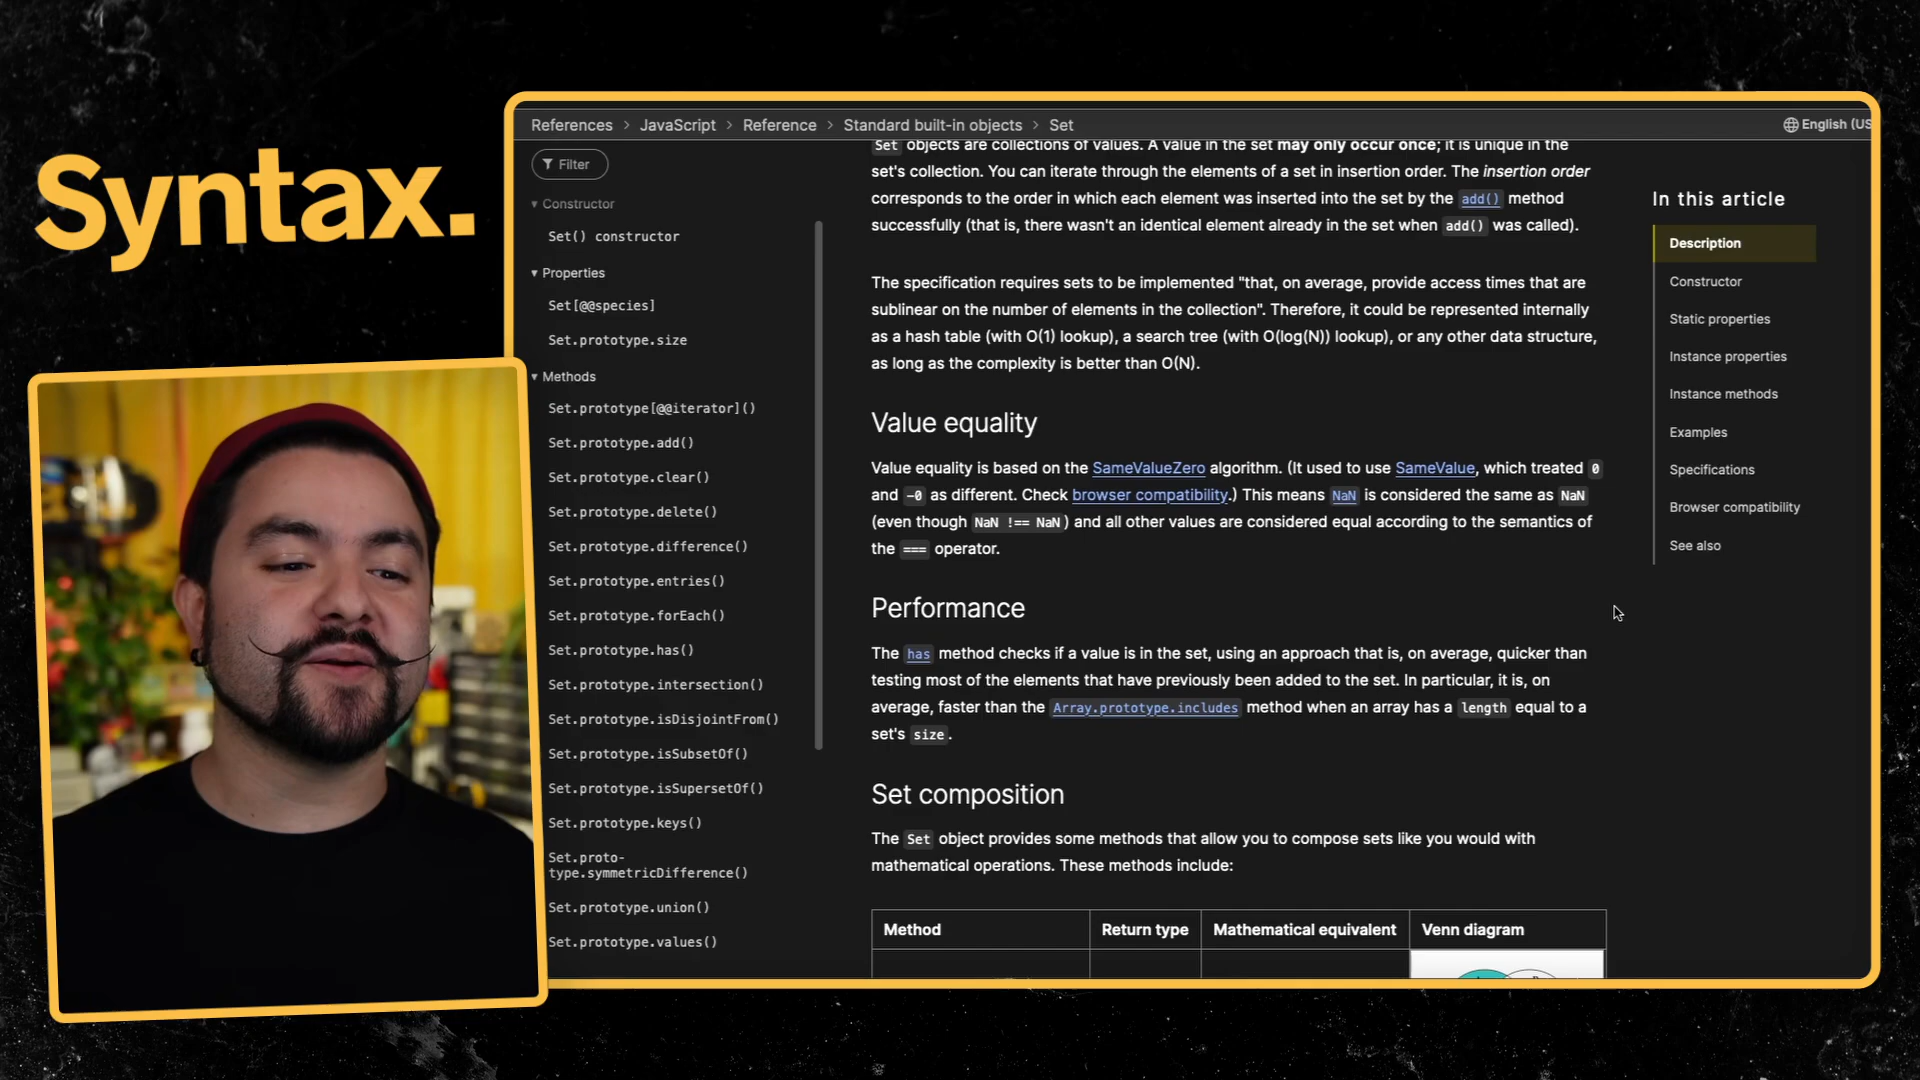 Syntax.
References > JavaScript > Reference > Standard built-in objects > Set
English (US
Filter
Constructor
Set() constructor
Properties
Set[@@species]
Set.prototype.size
Methods
Set.prototype[@@iterator]()
Set.prototype.add()
Set.prototype.clear()
Set.prototype.delete()
Set.prototype.difference()
Set.prototype.entries()
Set.prototype.forEach()
Set.prototype.has()
Set.prototype.intersection()
Set.prototype.isDisjointFrom()
Set.prototype.isSubsetOf()
Set.prototype.isSupersetOf()
Set.prototype.keys()
Set.proto-
type.symmetricDifference()
Set.prototype.union()
Set.prototype.values()
Set objects are collections of values. A value in the set may only occur once; it is unique in the
set's collection. You can iterate through the elements of a set in insertion order. The insertion order
corresponds to the order in which each element was inserted into the set by the add() method
successfully (that is, there wasn't an identical element already in the set when add() was called).
The specification requires sets to be implemented "that, on average, provide access times that are
sublinear on the number of elements in the collection". Therefore, it could be represented internally
as a hash table (with O(1) lookup), a search tree (with O(log(N)) lookup), or any other data structure,
as long as the complexity is better than O(N).
Value equality
Value equality is based on the SameValueZero algorithm. (It used to use SameValue, which treated 0
and -0 as different. Check browser compatibility.) This means NaN is considered the same as NaN
(even though NaN !== NaN) and all other values are considered equal according to the semantics of
the === operator.
Performance
The has method checks if a value is in the set, using an approach that is, on average, quicker than
testing most of the elements that have previously been added to the set. In particular, it is, on
average, faster than the Array.prototype.includes method when an array has a length equal to a
set's size.
Set composition
The Set object provides some methods that allow you to compose sets like you would with
mathematical operations. These methods include:
Method Return type Mathematical equivalent Venn diagram
In this article
Description
Constructor
Static properties
Instance properties
Instance methods
Examples
Specifications
Browser compatibility
See also